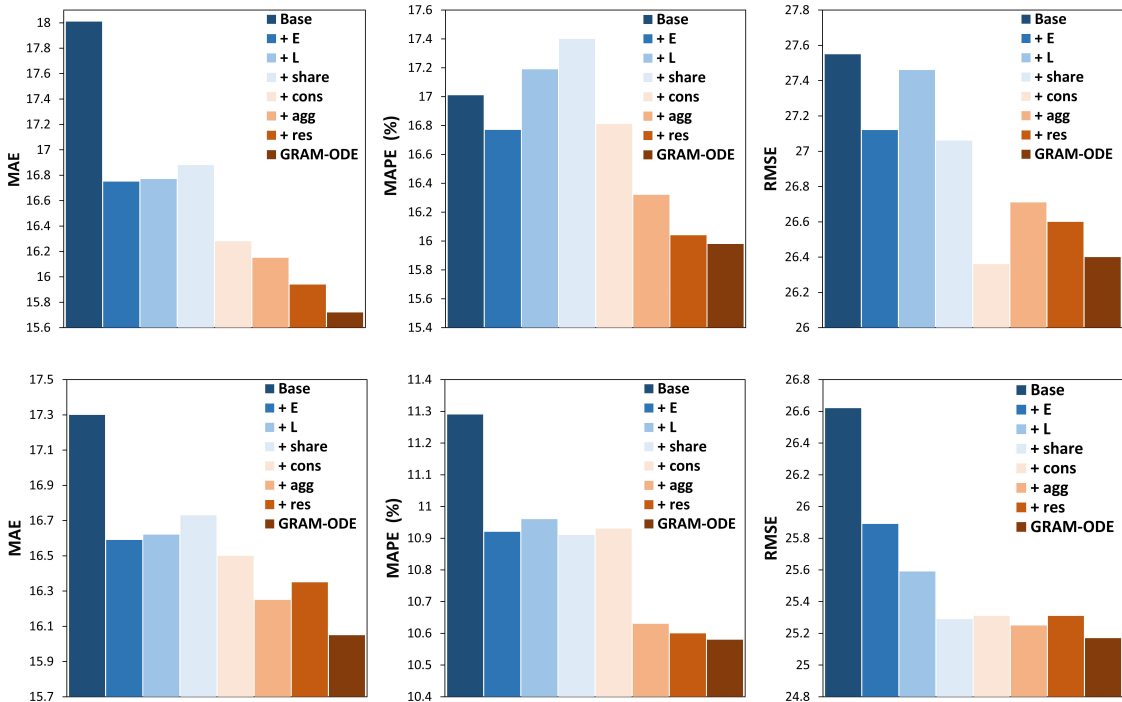 18
17.8
17.6
17.4
17.2
17
16.8
16.6
16.4
16.2
16
15.8
15.6
MAE
Base
+ E
+ L
+ share
+ cons
+ agg
+ res
GRAM-ODE
17.6
17.4
17.2
17
16.8
16.6
16.4
16.2
16
15.8
15.6
15.4
MAPE (%)
Base
+ E
+ L
+ share
+ cons
+ agg
+ res
GRAM-ODE
27.8
27.6
27.4
27.2
27
26.8
26.6
26.4
26.2
26
RMSE
Base
+ E
+ L
+ share
+ cons
+ agg
+ res
GRAM-ODE
17.5
17.3
17.1
16.9
16.7
16.5
16.3
16.1
15.9
15.7
MAE
Base
+ E
+ L
+ share
+ cons
+ agg
+ res
GRAM-ODE
11.4
11.3
11.2
11.1
11
10.9
10.8
10.7
10.6
10.5
10.4
MAPE (%)
Base
+ E
+ L
+ share
+ cons
+ agg
+ res
GRAM-ODE
26.8
26.6
26.4
26.2
26
25.8
25.6
25.4
25.2
25
24.8
RMSE
Base
+ E
+ L
+ share
+ cons
+ agg
+ res
GRAM-ODE